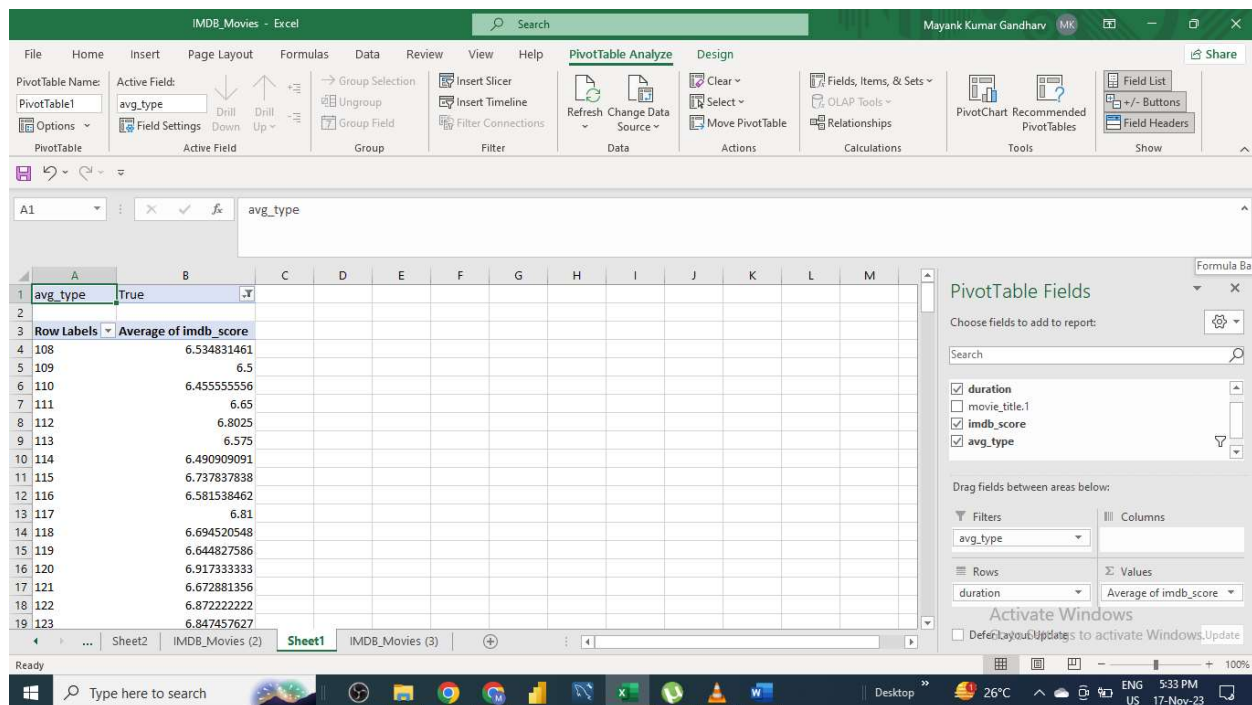 IMDB_Movies - Excel
Search
Mayank Kumar Gandharv MK
File Home Insert Page Layout Formulas Data Review View Help PivotTable Analyze Design Share
PivotTable Name:
PivotTable1
Options
PivotTable
Active Field:
avg_type
Field Settings
Drill Down
Drill Up
Active Field
Group Selection
Ungroup
Group Field
Group
Insert Slicer
Insert Timeline
Filter Connections
Filter
Refresh
Change Data Source
Data
Clear
Select
Move PivotTable
Actions
Fields, Items, & Sets
OLAP Tools
Relationships
Calculations
PivotChart
Recommended PivotTables
Tools
Field List
+/- Buttons
Field Headers
Show
A1 fx avg_type
Formula Ba
A B C D E F G H I J K L M
1 avg_type True
2
3 Row Labels Average of imdb_score
4 108 6.534831461
5 109 6.5
6 110 6.455555556
7 111 6.65
8 112 6.8025
9 113 6.575
10 114 6.490909091
11 115 6.737837838
12 116 6.581538462
13 117 6.81
14 118 6.694520548
15 119 6.644827586
16 120 6.917333333
17 121 6.672881356
18 122 6.872222222
19 123 6.847457627
PivotTable Fields
Choose fields to add to report:
Search
duration
movie_title.1
imdb_score
avg_type
Drag fields between areas below:
Filters
avg_type
Columns
Rows
duration
Σ Values
Average of imdb_score
Activate Windows
Defer Layout Update
to activate Windows.
Update
... Sheet2 IMDB_Movies (2) Sheet1 IMDB_Movies (3)
Ready
100%
Type here to search
Desktop
26°C
ENG
US
5:33 PM
17-Nov-23